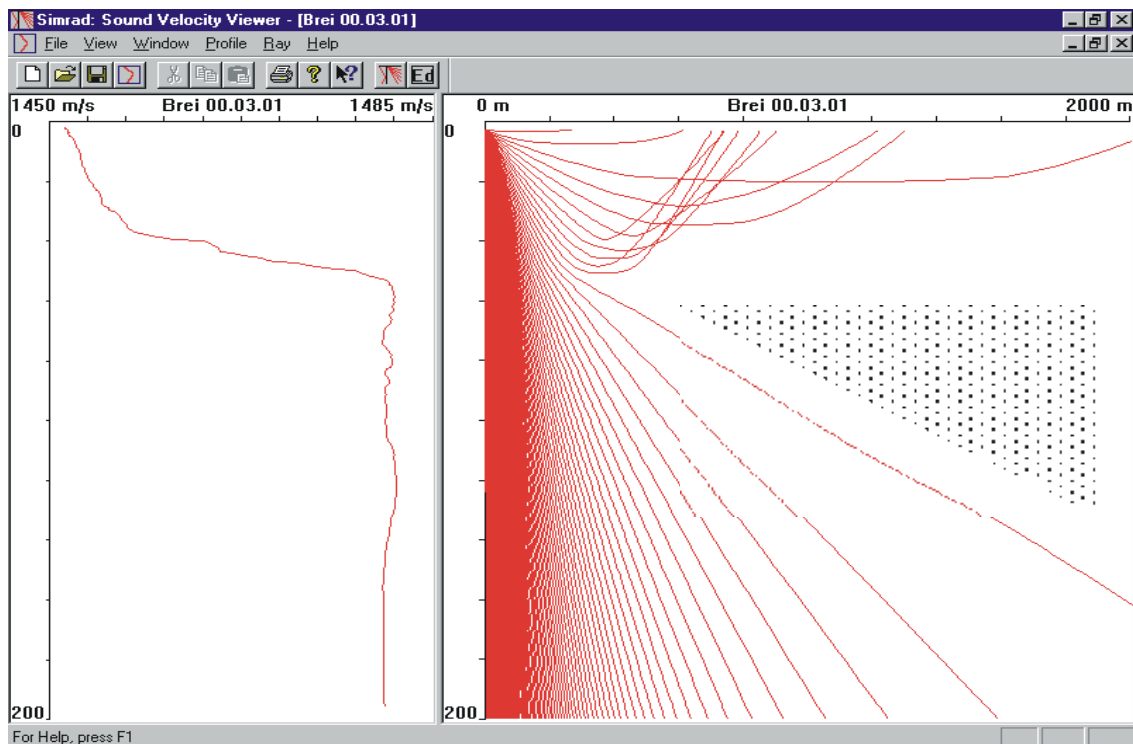 Simrad: Sound Velocity Viewer - [Brei 00.03.01]
File View Window Profile Ray Help
Ed
1450 m/s Brei 00.03.01 1485 m/s
0
200
0 m Brei 00.03.01 2000 m
0
200
For Help, press F1